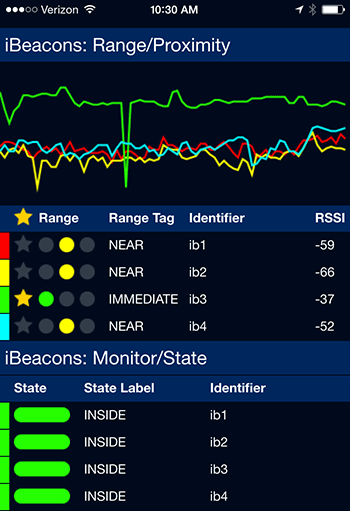 Verizon 10:30 AM
iBeacons: Range/Proximity
Range Range Tag Identifier RSSI
NEAR ib1 -59
NEAR ib2 -66
IMMEDIATE ib3 -37
NEAR ib4 -52
iBeacons: Monitor/State
State State Label Identifier
INSIDE ib1
INSIDE ib2
INSIDE ib3
INSIDE ib4